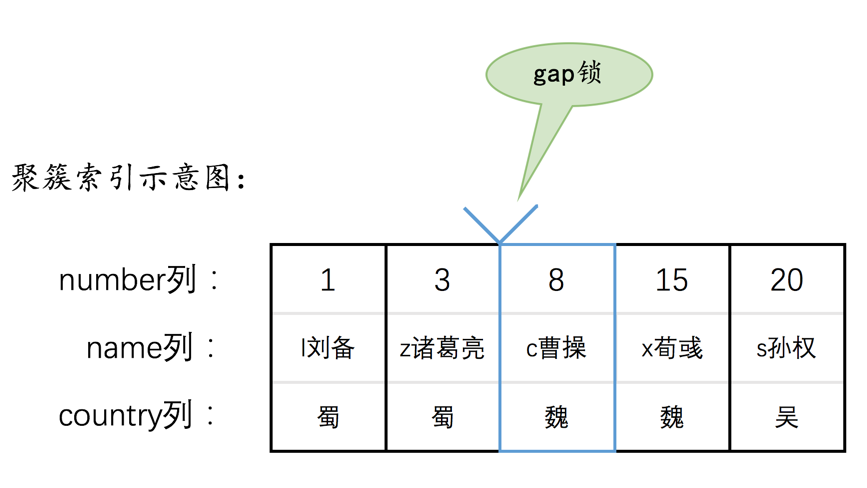 gap锁
聚簇索引示意图：
number列： 1 3 8 15 20
name列： l刘备 z诸葛亮 c曹操 x荀彧 s孙权
country列： 蜀 蜀 魏 魏 吴